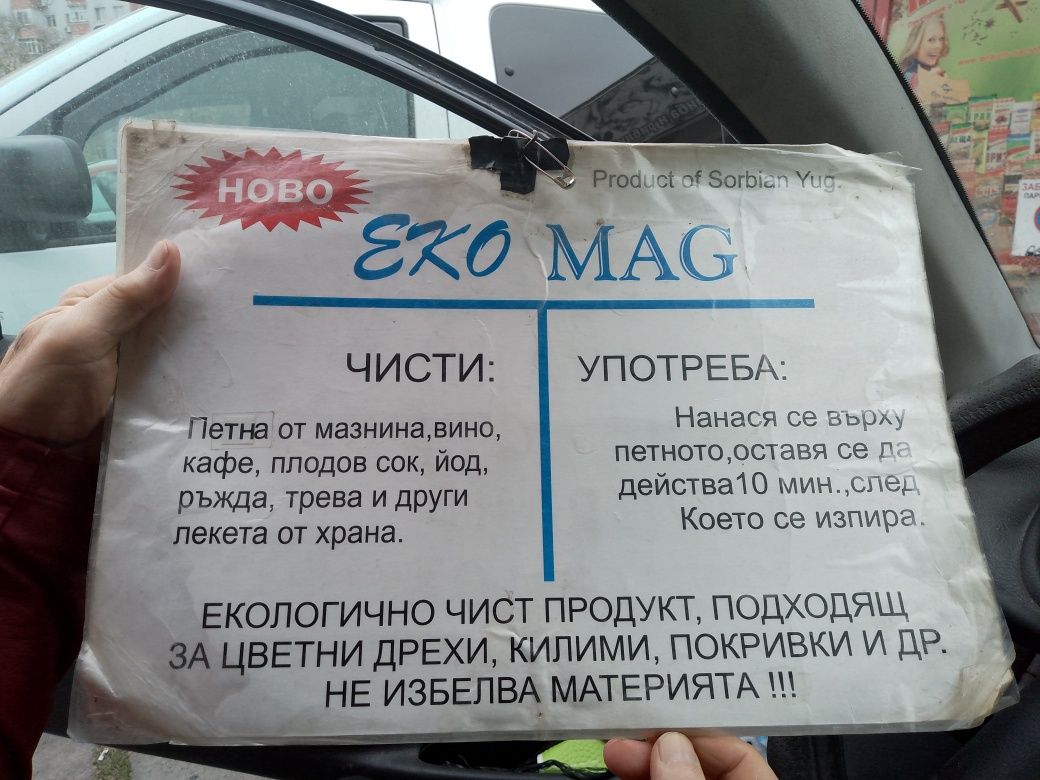 НОВО
Product of Sorbian Yug.
ЕКО MAG
ЧИСТИ:
Петна от мазнина,вино,
кафе, плодов сок, йод,
ръжда, трева и други
лекета от храна.
УПОТРЕБА:
Нанася се върху
петното,оставя се да
действа10 мин.,след
Което се изпира.
ЕКОЛОГИЧНО ЧИСТ ПРОДУКТ, ПОДХОДЯЩ
ЗА ЦВЕТНИ ДРЕХИ, КИЛИМИ, ПОКРИВКИ И ДР.
НЕ ИЗБЕЛВА МАТЕРИЯТА !!!